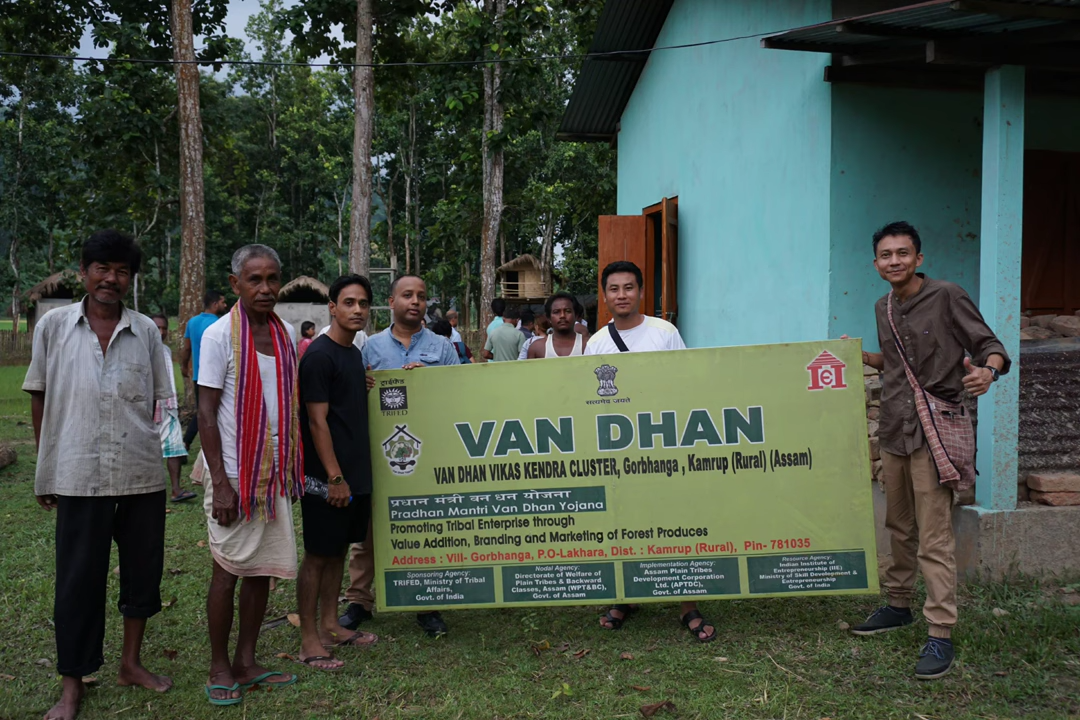 ट्राईफेड
TRIFED
सत्यमेव जयते
VAN DHAN
VAN DHAN VIKAS KENDRA CLUSTER, Gorbhanga , Kamrup (Rural) (Assam)
प्रधान मंत्री वन धन योजना
Pradhan Mantri Van Dhan Yojana
Promoting Tribal Enterprise through
Value Addition, Branding and Marketing of Forest Produces
Address : Vill- Gorbhanga, P.O-Lakhara, Dist. : Kamrup (Rural), Pin- 781035
Sponsoring Agency:
TRIFED, Ministry of Tribal
Affairs,
Govt. of India
Nodal Agency:
Directorate of Welfare of
Plain Tribes & Backward
Classes, Assam (WPT&BC),
Govt. of Assam
Implementation Agency:
Assam Plain Tribes
Development Corporation
Ltd. (APTDC),
Govt. of Assam
Resource Agency:
Indian Institute of
Entrepreneurship (IIE)
Ministry of Skill Development &
Entrepreneurship
Govt. of India